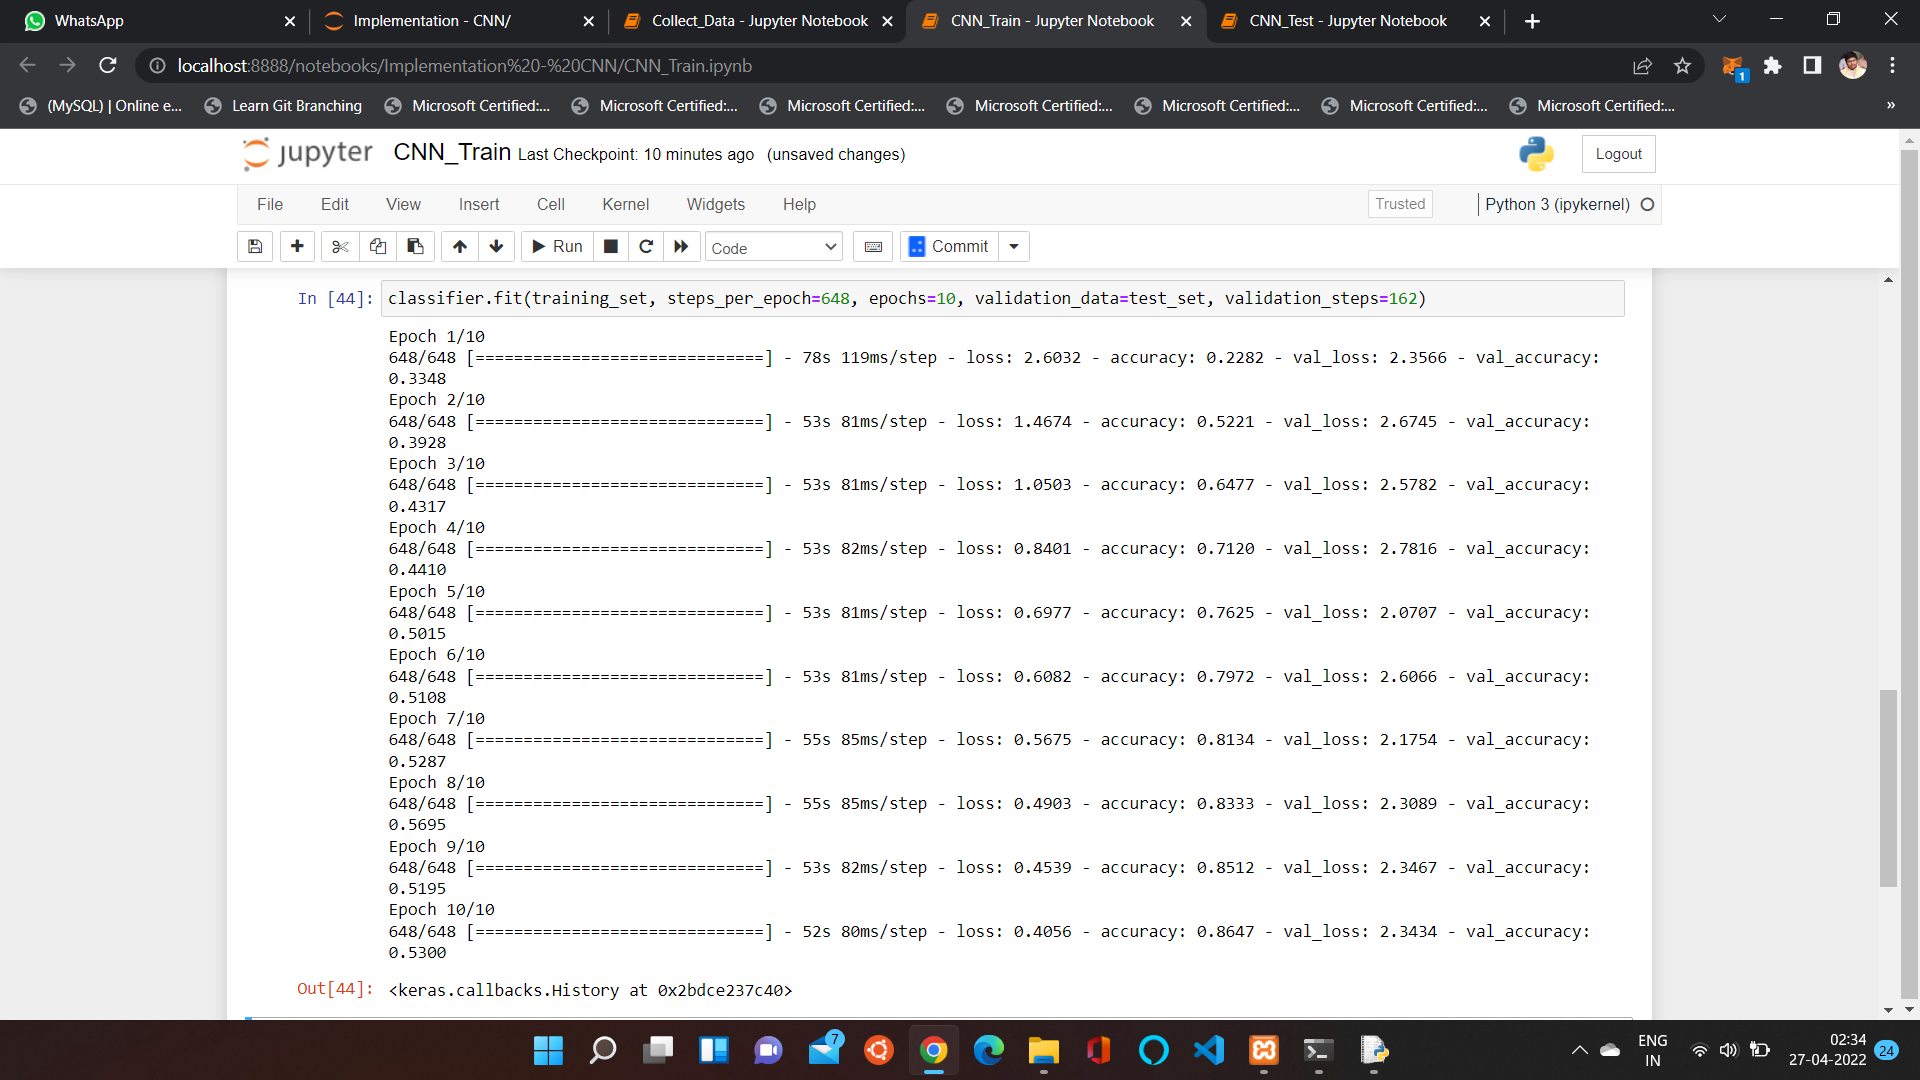 WhatsApp
Implementation - CNN/
Collect_Data - Jupyter Notebook
CNN_Train - Jupyter Notebook
CNN_Test - Jupyter Notebook
localhost:8888/notebooks/Implementation%20-%20CNN/CNN_Train.ipynb
1
(MySQL) | Online e...
Learn Git Branching
Microsoft Certified:...
Microsoft Certified:...
Microsoft Certified:...
Microsoft Certified:...
Microsoft Certified:...
Microsoft Certified:...
Microsoft Certified:...
»
jupyter CNN_Train Last Checkpoint: 10 minutes ago (unsaved changes)
Logout
File Edit View Insert Cell Kernel Widgets Help
Trusted
Python 3 (ipykernel)
Run
Code
Commit
In [44]: classifier.fit(training_set, steps_per_epoch=648, epochs=10, validation_data=test_set, validation_steps=162)
Epoch 1/10
648/648 [==============================] - 78s 119ms/step - loss: 2.6032 - accuracy: 0.2282 - val_loss: 2.3566 - val_accuracy:
0.3348
Epoch 2/10
648/648 [==============================] - 53s 81ms/step - loss: 1.4674 - accuracy: 0.5221 - val_loss: 2.6745 - val_accuracy:
0.3928
Epoch 3/10
648/648 [==============================] - 53s 81ms/step - loss: 1.0503 - accuracy: 0.6477 - val_loss: 2.5782 - val_accuracy:
0.4317
Epoch 4/10
648/648 [==============================] - 53s 82ms/step - loss: 0.8401 - accuracy: 0.7120 - val_loss: 2.7816 - val_accuracy:
0.4410
Epoch 5/10
648/648 [==============================] - 53s 81ms/step - loss: 0.6977 - accuracy: 0.7625 - val_loss: 2.0707 - val_accuracy:
0.5015
Epoch 6/10
648/648 [==============================] - 53s 81ms/step - loss: 0.6082 - accuracy: 0.7972 - val_loss: 2.6066 - val_accuracy:
0.5108
Epoch 7/10
648/648 [==============================] - 55s 85ms/step - loss: 0.5675 - accuracy: 0.8134 - val_loss: 2.1754 - val_accuracy:
0.5287
Epoch 8/10
648/648 [==============================] - 55s 85ms/step - loss: 0.4903 - accuracy: 0.8333 - val_loss: 2.3089 - val_accuracy:
0.5695
Epoch 9/10
648/648 [==============================] - 53s 82ms/step - loss: 0.4539 - accuracy: 0.8512 - val_loss: 2.3467 - val_accuracy:
0.5195
Epoch 10/10
648/648 [==============================] - 52s 80ms/step - loss: 0.4056 - accuracy: 0.8647 - val_loss: 2.3434 - val_accuracy:
0.5300
Out[44]: <keras.callbacks.History at 0x2bdce237c40>
7
ENG
IN
02:34
27-04-2022
24